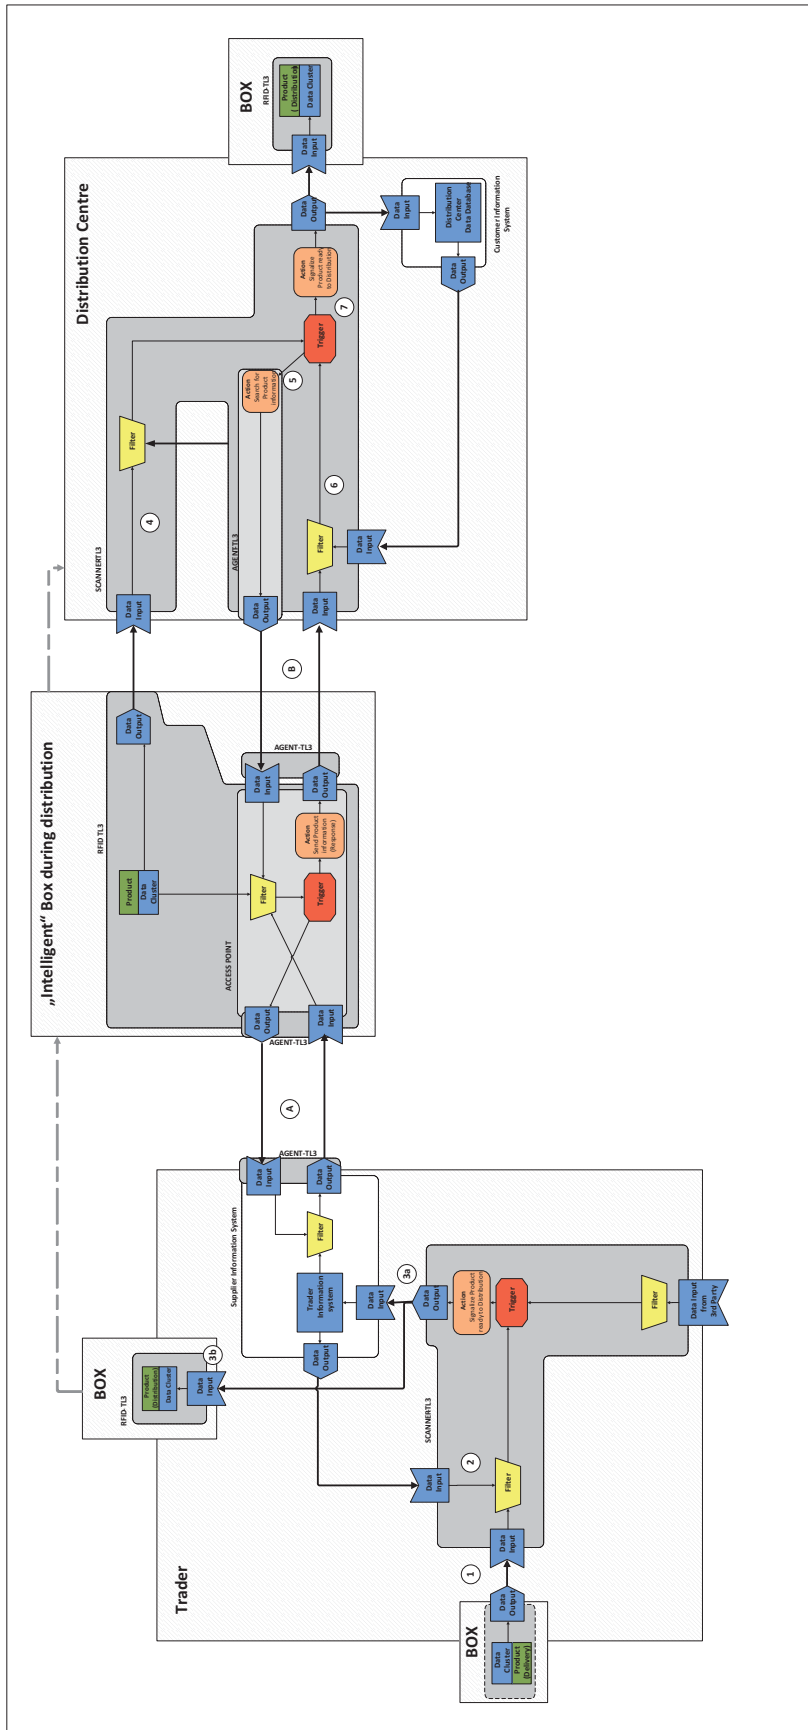 Trader
BOX
Data
Cluster
Product
(Delivery)
Data
Output
1
Data
Input
Filter
2
Data
Input
SCANNERTL3
Trigger
Action
Signalize Product
ready to Distribution
Data
Output
3a
Filter
Data Input
from
3rd Party
BOX
RFID-TL3
Product
(Distribution)
Data Cluster
Data
Input
3b
Supplier Information System
Data
Output
Trader
Information
system
Data
Input
Filter
Data
Input
Data
Output
AGENT-TL3
A
„Intelligent“ Box during distribution
RFID TL3
Product
Data
Cluster
Data
Output
ACCESS POINT
Data
Output
Data
Input
AGENT-TL3
Filter
Trigger
Action
Send Product
information
(Response)
Data
Input
Data
Output
AGENT-TL3
B
Distribution Centre
SCANNERTL3
Data
Input
4
Filter
AGENTTL3
Data
Output
Action
Search for
Product
information
5
Data
Input
Filter
Data
Input
6
Trigger
7
Action
Signalize
Product ready
to Distribution
Data
Output
Data
Input
Distribution
Center
Data Database
Data
Output
Customer Information
System
BOX
RFID-TL3
Product
( Distribution)
Data Cluster
Data
Input